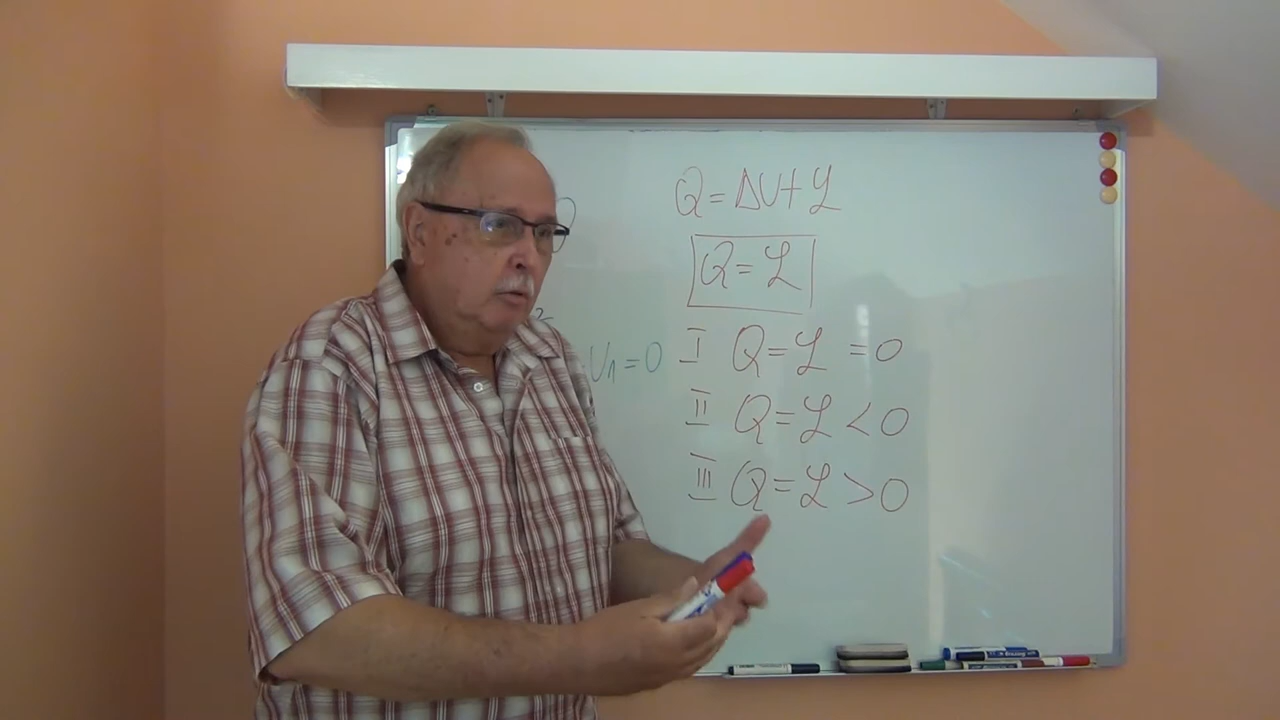 Q = ΔU + ℒ
Q = ℒ
I Q = ℒ = 0
U₁ = 0
II Q = ℒ < 0
III Q = ℒ > 0